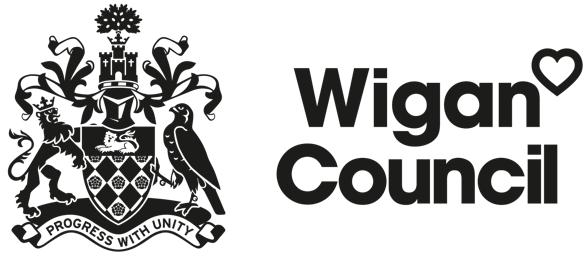 PROGRESS WITH UNITY
Wigan
Council